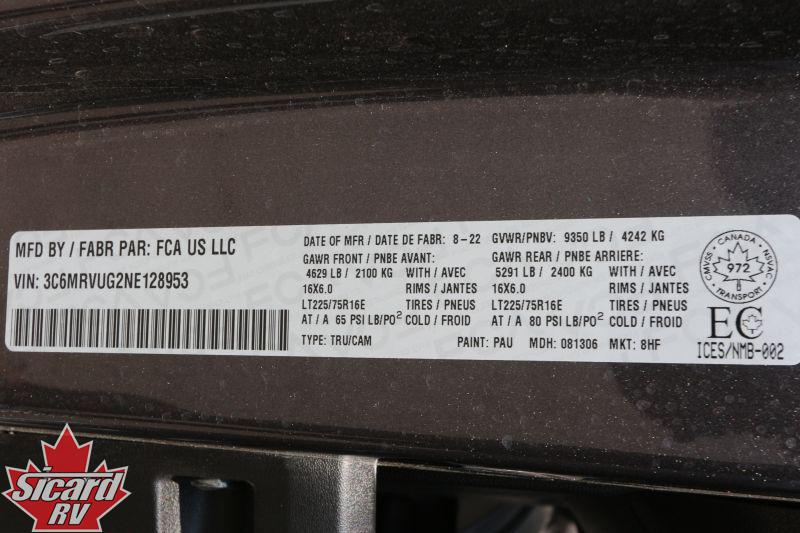 MFD BY / FABR PAR: FCA US LLC
VIN: 3C6MRVUG2NE128953
DATE OF MFR / DATE DE FABR: 8-22 GVWR/PNBV: 9350 LB / 4242 KG
GAWR FRONT / PNBE AVANT: GAWR REAR / PNBE ARRIERE:
4629 LB / 2100 KG WITH / AVEC 5291 LB / 2400 KG WITH / AVEC
16X6.0 RIMS / JANTES 16X6.0 RIMS / JANTES
LT225/75R16E TIRES / PNEUS LT225/75R16E TIRES / PNEUS
AT / A 65 PSI LB/PO² COLD / FROID AT / A 80 PSI LB/PO² COLD / FROID
TYPE: TRU/CAM PAINT: PAU MDH: 081306 MKT: 8HF
CANADA
CMVSS 972 NSVAC
TRANSPORT
EC
ICES/NMB-002
Sicard
RV